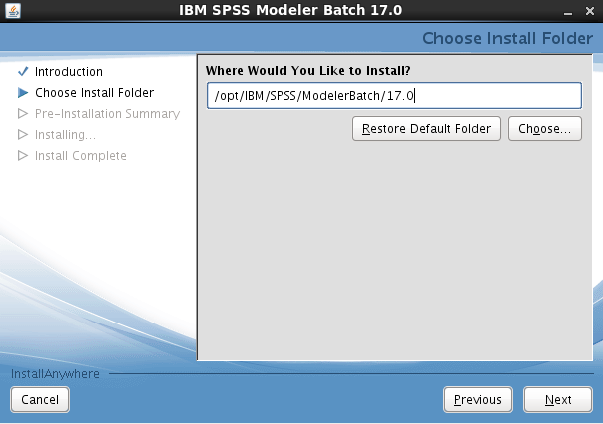 IBM SPSS Modeler Batch 17.0
Choose Install Folder
Introduction
Choose Install Folder
Pre-Installation Summary
Installing...
Install Complete
Where Would You Like to Install?
/opt/IBM/SPSS/ModelerBatch/17.0
Restore Default Folder
Choose...
InstallAnywhere
Cancel
Previous
Next